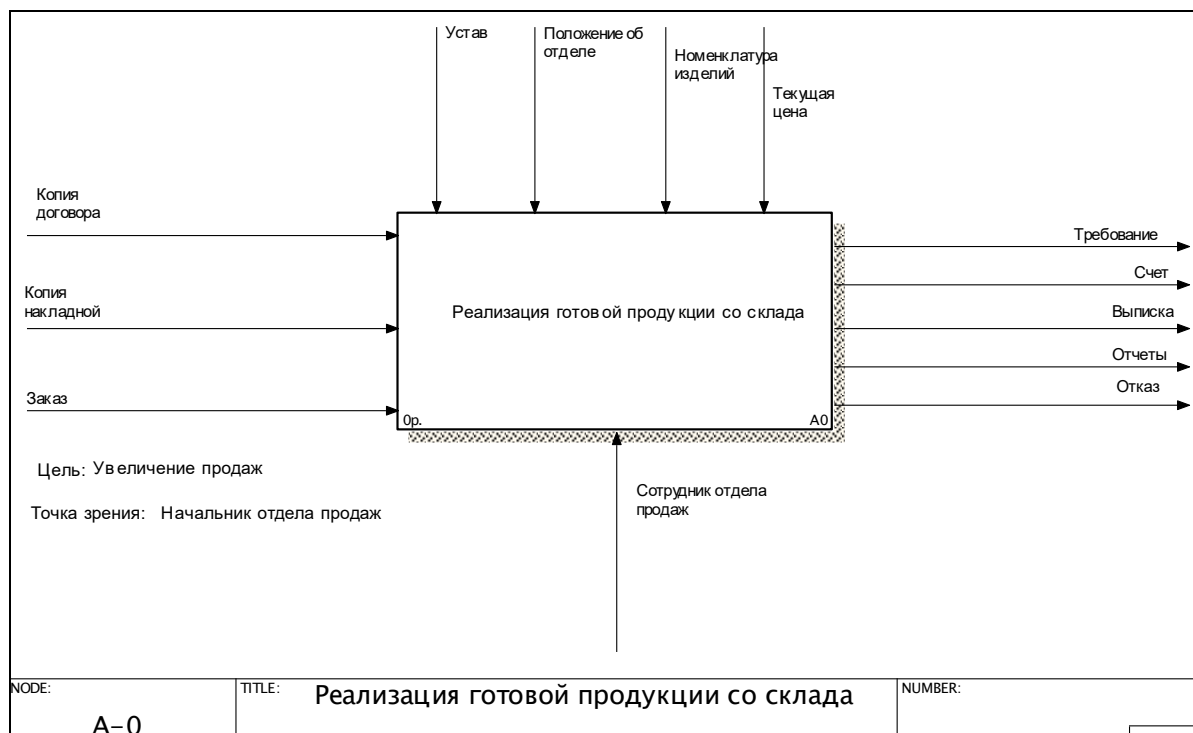 Устав
Положение об
отделе
Номенклатура
изделий
Текущая
цена
Копия
договора
Копия
накладной
Заказ
Реализация готовой продукции со склада
0р.
A0
Требование
Счет
Выписка
Отчеты
Отказ
Цель: Увеличение продаж
Точка зрения: Начальник отдела продаж
Сотрудник отдела
продаж
NODE:
A-0
TITLE:
Реализация готовой продукции со склада
NUMBER: